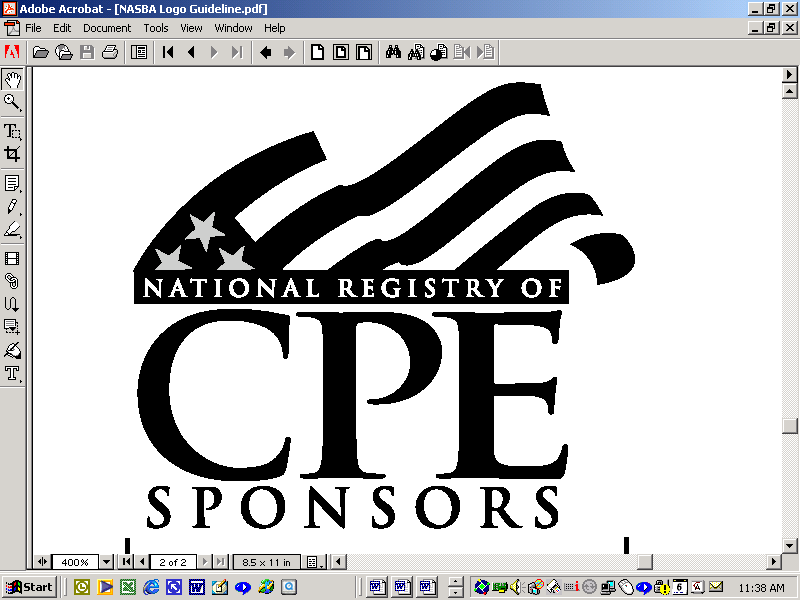 Adobe Acrobat - [NASBA Logo Guideline.pdf]
File Edit Document Tools View Window Help
NATIONAL REGISTRY OF
CPE
SPONSORS
400% 2 of 2 8.5 x 11 in
Start 11:38 AM